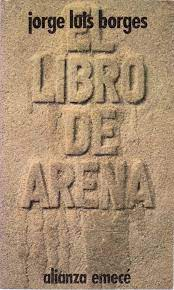 jorge luis borges
EL
LIBRO
DE
ARENA
alianza emecé